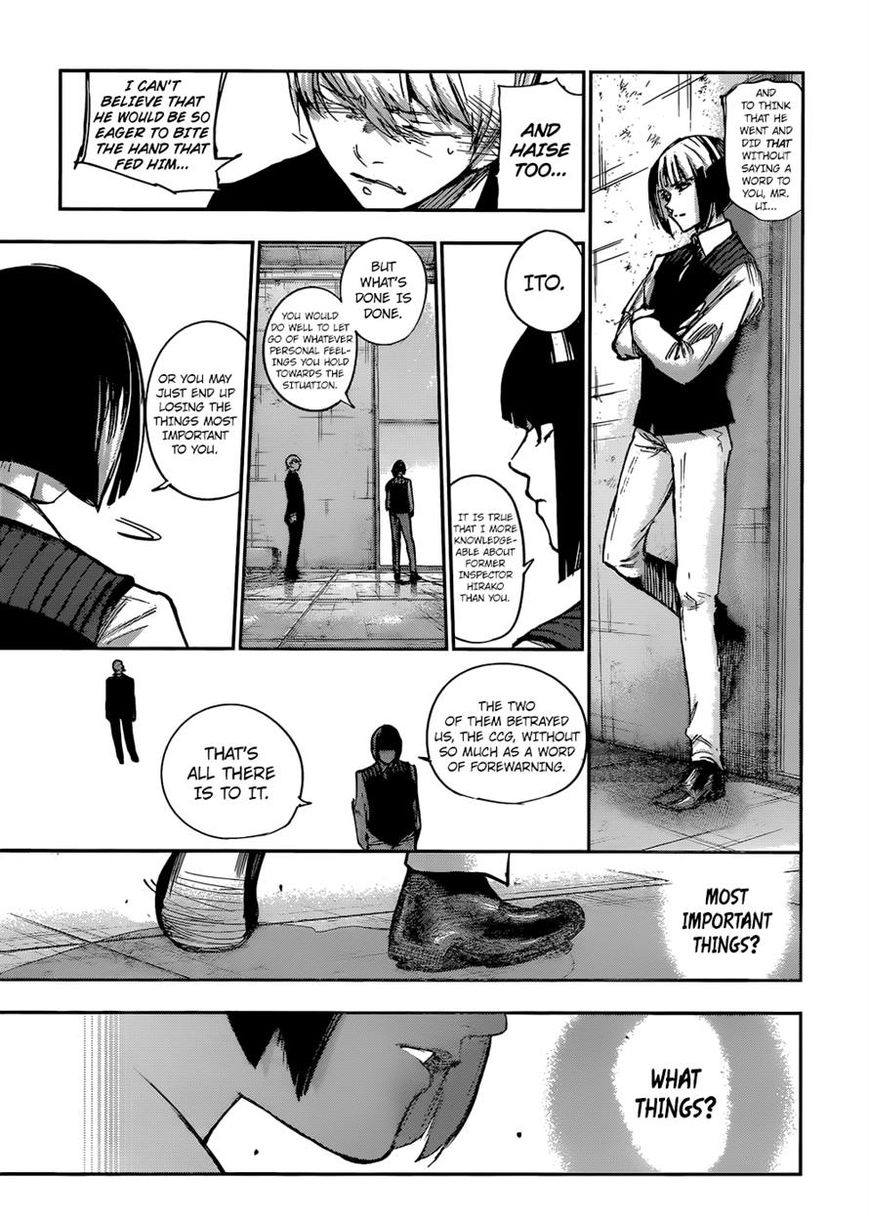 AND
TO THINK
THAT HE
WENT AND
DID THAT
WITHOUT
SAYING A
WORD TO
YOU, MR.
UI...
AND
HAISE
TOO...
I CAN'T
BELIEVE THAT
HE WOULD BE SO
EAGER TO BITE
THE HAND THAT
FED HIM...
ITO.
IT IS TRUE
THAT I MORE
KNOWLEDGE-
ABLE ABOUT
FORMER
INSPECTOR
HIRAKO
THAN YOU.
BUT
WHAT'S
DONE IS
DONE.
YOU WOULD
DO WELL TO LET
GO OF WHATEVER
PERSONAL FEEL-
INGS YOU HOLD
TOWARDS THE
SITUATION.
OR YOU MAY
JUST END UP
LOSING THE
THINGS MOST
IMPORTANT
TO YOU.
THE TWO
OF THEM BETRAYED
US, THE CCG, WITHOUT
SO MUCH AS A WORD
OF FOREWARNING.
THAT'S
ALL THERE
IS TO IT.
MOST
IMPORTANT
THINGS?
WHAT
THINGS?